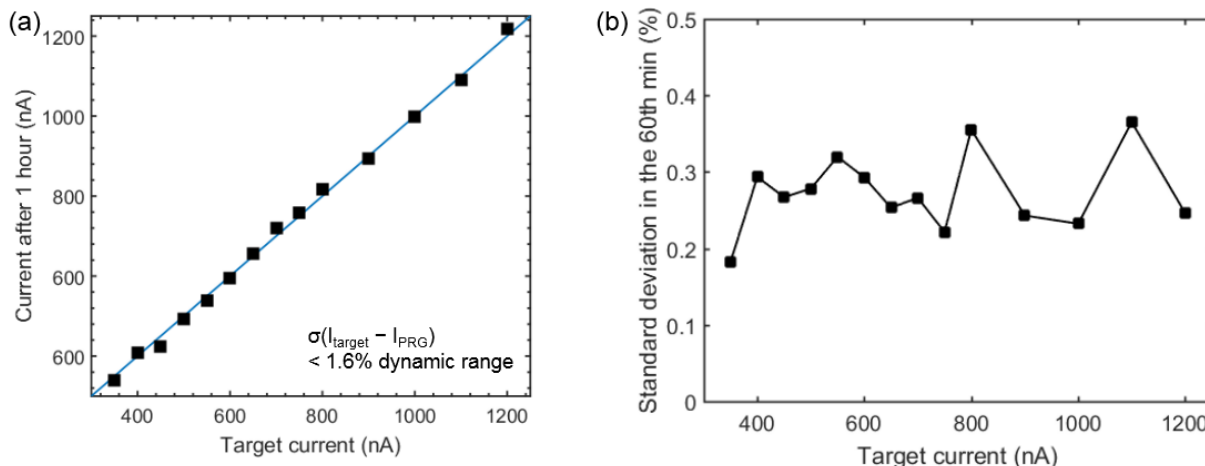 (a)
1200
1000
800
600
600
Current after 1 hour (nA)
400
600
800
1000
1200
Target current (nA)
σ(I_target − I_PRG)
< 1.6% dynamic range
(b)
0.5
0.4
0.3
0.2
0.1
0
Standard deviation in the 60th min (%)
400
600
800
1000
1200
Target current (nA)